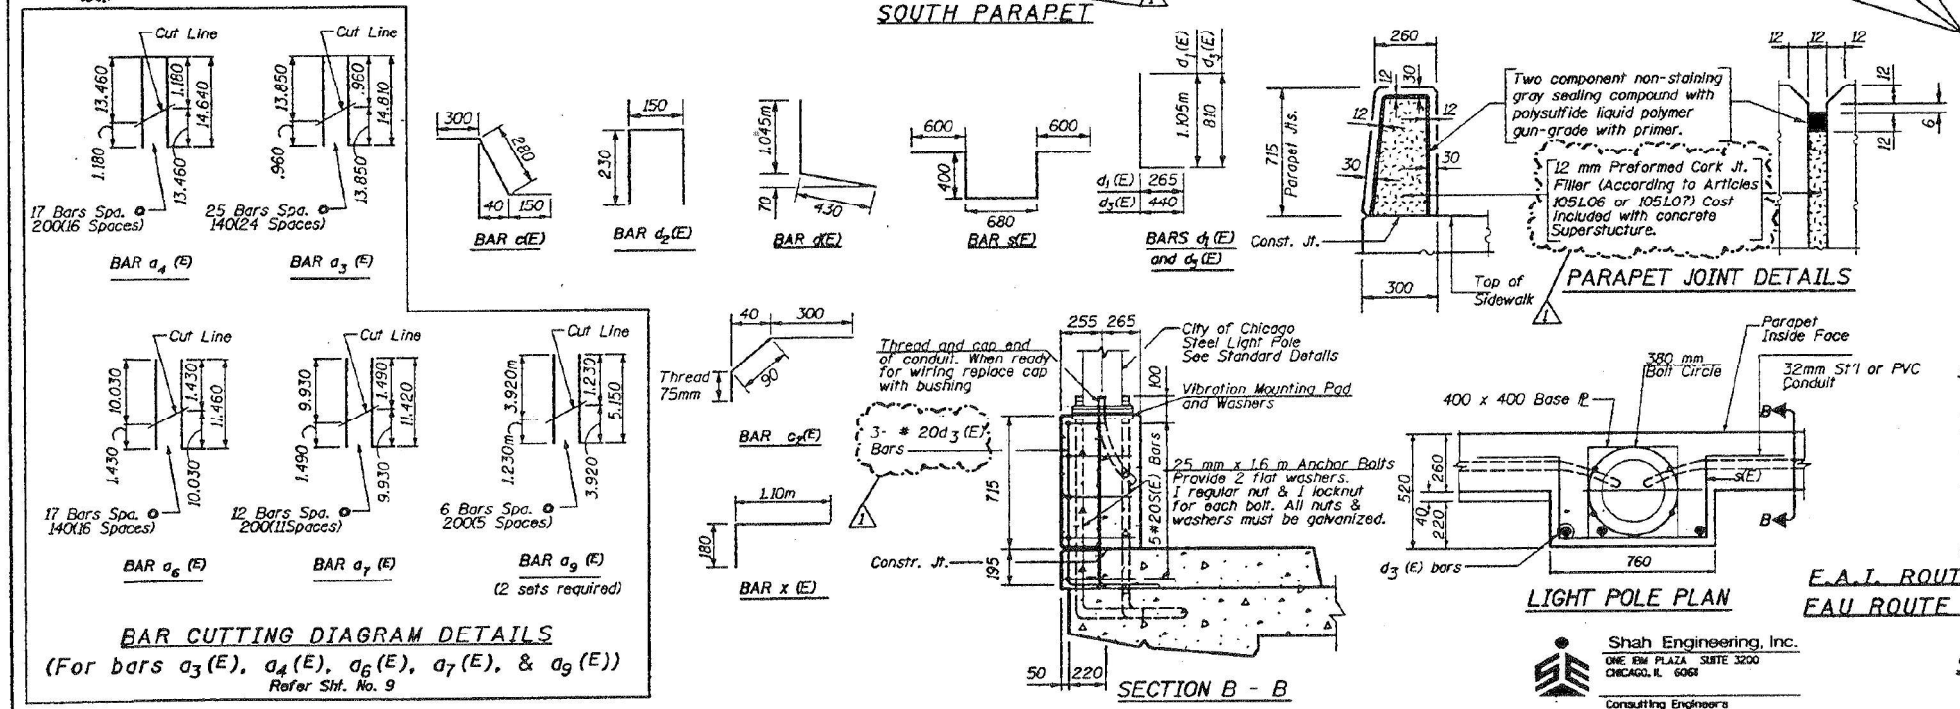 SOUTH PARAPET
1
Cut Line
13.460
1.180
14.640
1.180
13.460
17 Bars Spa. @
200(16 Spaces)
BAR a4 (E)
Cut Line
13.850
.960
14.810
.960
13.850
25 Bars Spa. @
140(24 Spaces)
BAR a3 (E)
Cut Line
10.030
1.430
11.460
1.430
10.030
17 Bars Spa. @
140(16 Spaces)
BAR a6 (E)
Cut Line
9.930
1.490
11.420
1.490
9.930
12 Bars Spa. @
200(11Spaces)
BAR a7 (E)
Cut Line
3.920m
1.230
5.150
1.230m
3.920
6 Bars Spa. @
200(5 Spaces)
BAR a9 (E)
(2 sets required)
BAR CUTTING DIAGRAM DETAILS
(For bars a3(E), a4(E), a6(E), a7(E), & a9(E))
Refer Sht. No. 9
300
280
40
150
BAR c(E)
150
230
BAR d2(E)
1.045m
70
430
BAR d(E)
600
600
400
680
BAR s(E)
d1(E)
d3(E)
1.105m
810
d1(E) 265
d3(E) 440
BARS d1(E)
and d3(E)
260
12
30
12
12
30
30
715
Parapet Jts.
Const. Jt.
300
Top of
Sidewalk
Two component non-staining
gray sealing compound with
polysulfide liquid polymer
gun-grade with primer.
12 mm Preformed Cork Jt.
Filler (According to Articles
1051.06 or 1051.07) Cost
included with concrete
Superstucture.
12
12
12
12
12
6
PARAPET JOINT DETAILS
1
40
300
90
Thread
75mm
BAR (E)
1.10m
180
BAR x (E)
3- # 20d3(E)
Bars
1
255
265
100
Thread and cap end
of conduit. When ready
for wiring replace cap
with bushing
City of Chicago
Steel Light Pole
See Standard Details
Vibration Mounting Pad
and Washers
25 mm x 1.6 m Anchor Bolts
Provide 2 flat washers.
1 regular nut & 1 locknut
for each bolt. All nuts &
washers must be galvanized.
5#20S(E) Bars
715
195
Constr. Jt.
50
220
SECTION B - B
Parapet
Inside Face
380 mm
Bolt Circle
32mm St'l or PVC
Conduit
400 x 400 Base PL
B
s(E)
B
520
260
40
220
d3 (E) bars
760
LIGHT POLE PLAN
E.A.I. ROUT
FAU ROUTE
Shah Engineering, Inc.
ONE IBM PLAZA SUITE 3200
CHICAGO, IL
Consulting Engineers